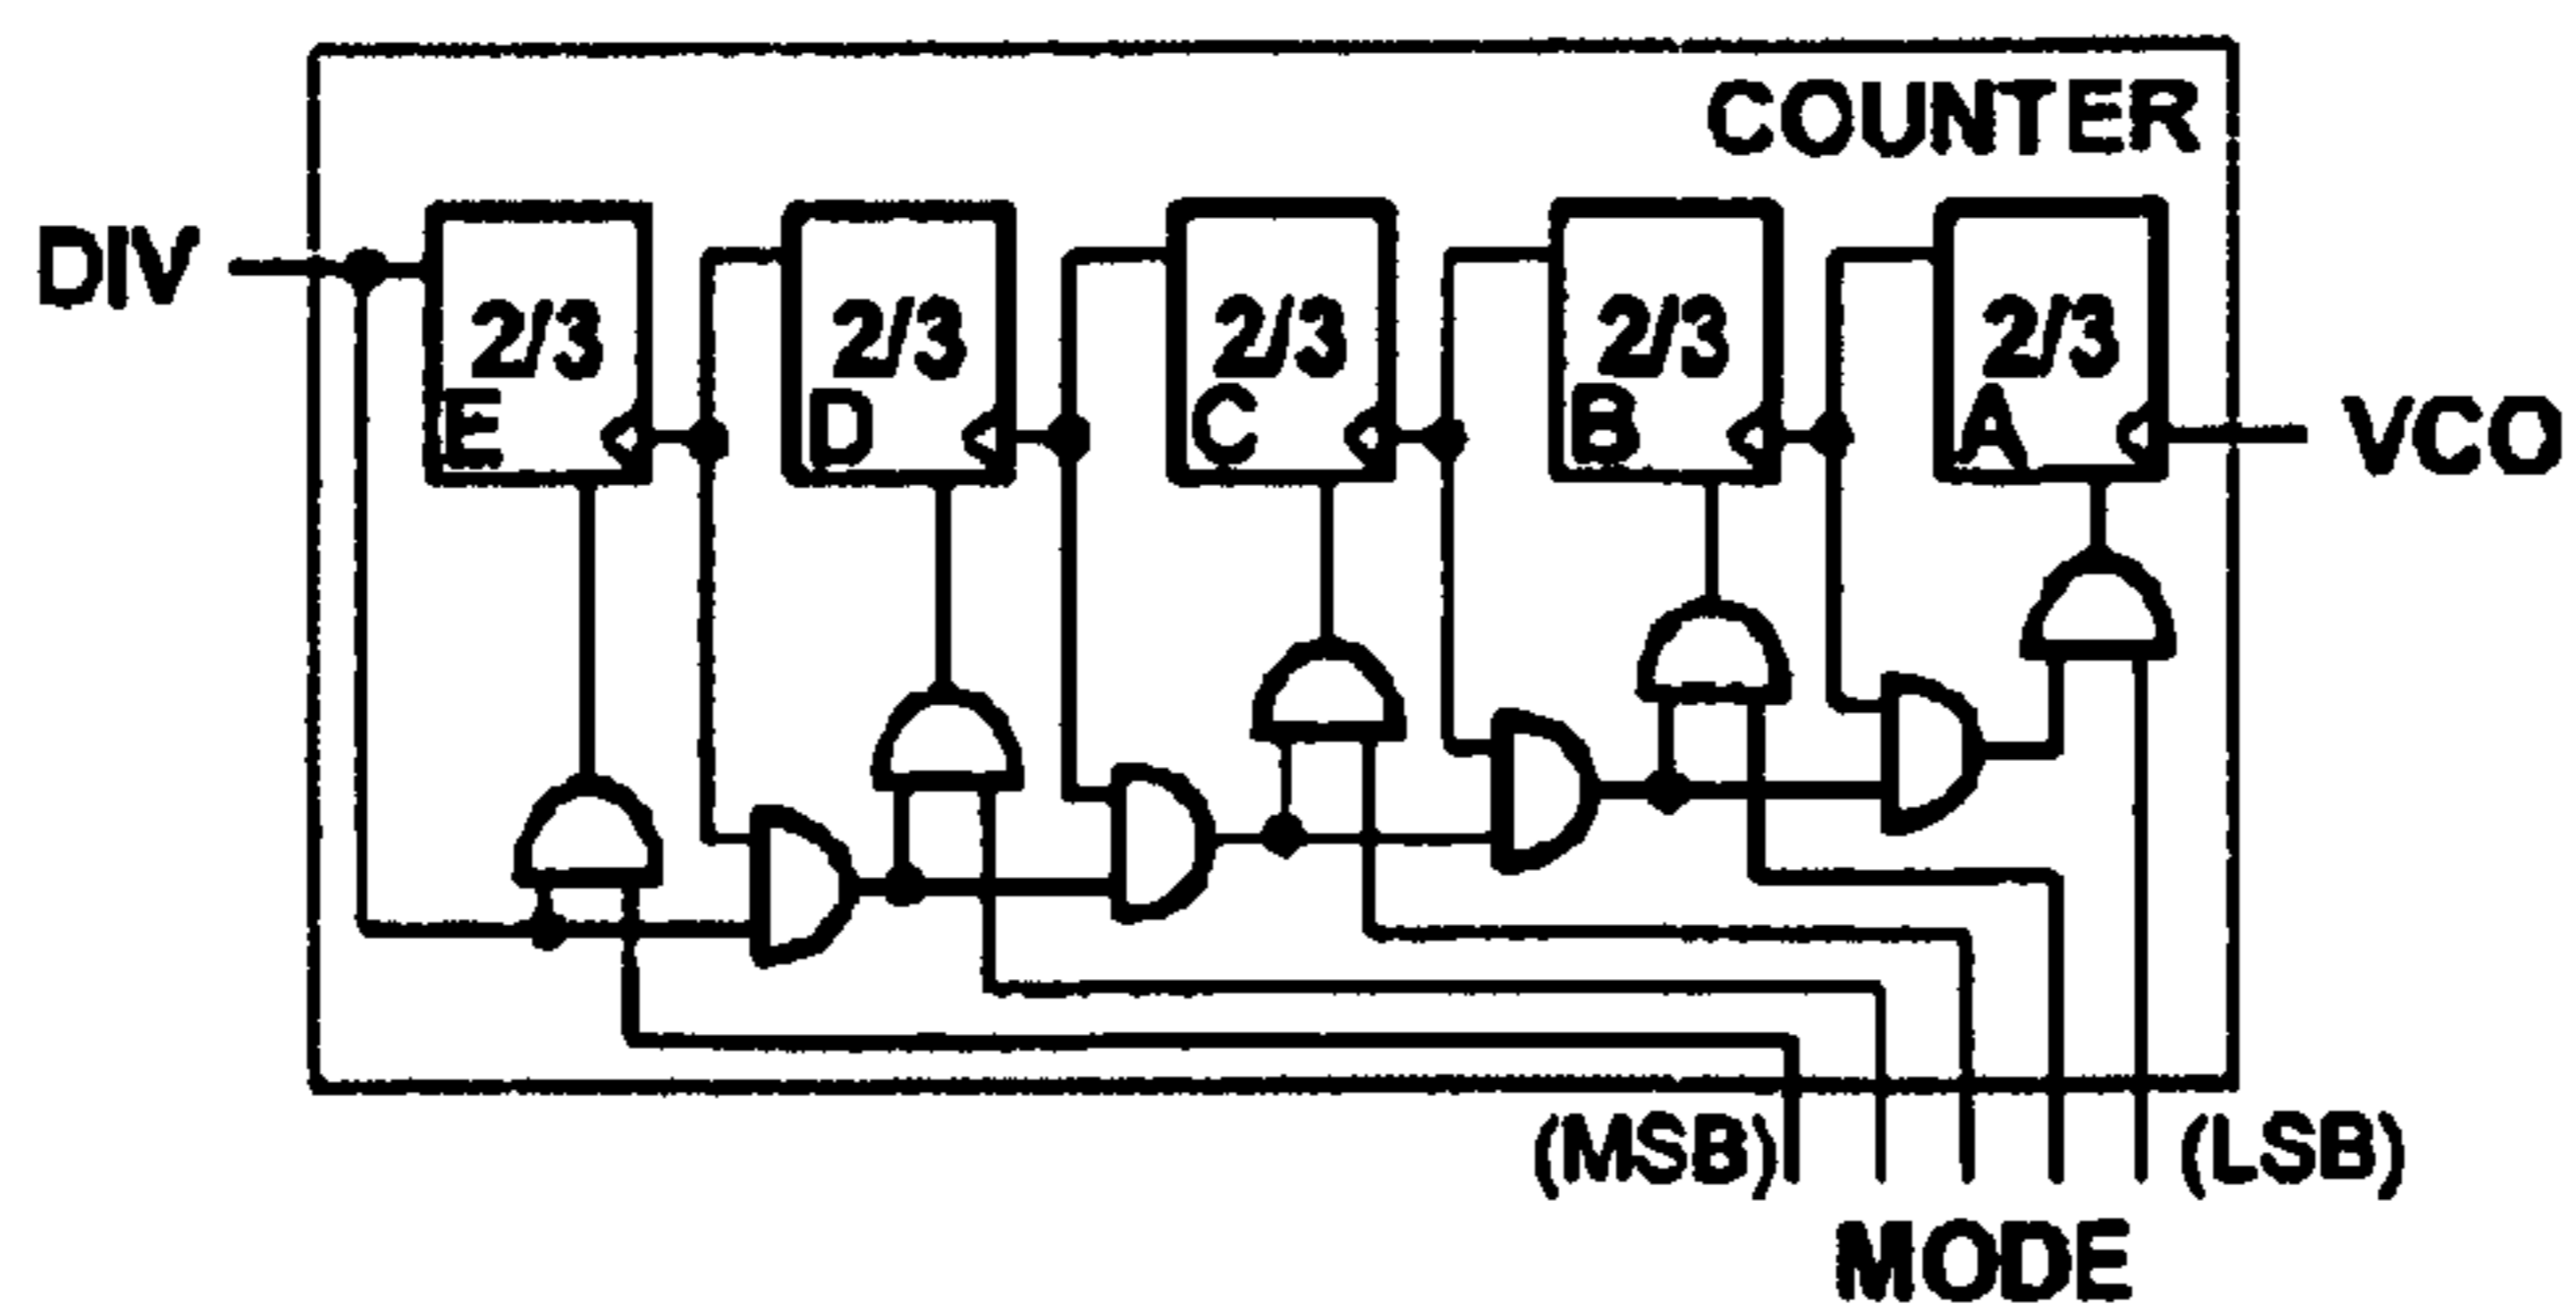 COUNTER
DIV
2/3 2/3 2/3 2/3 2/3
E D C B A
VCO
(MSB) (LSB)
MODE